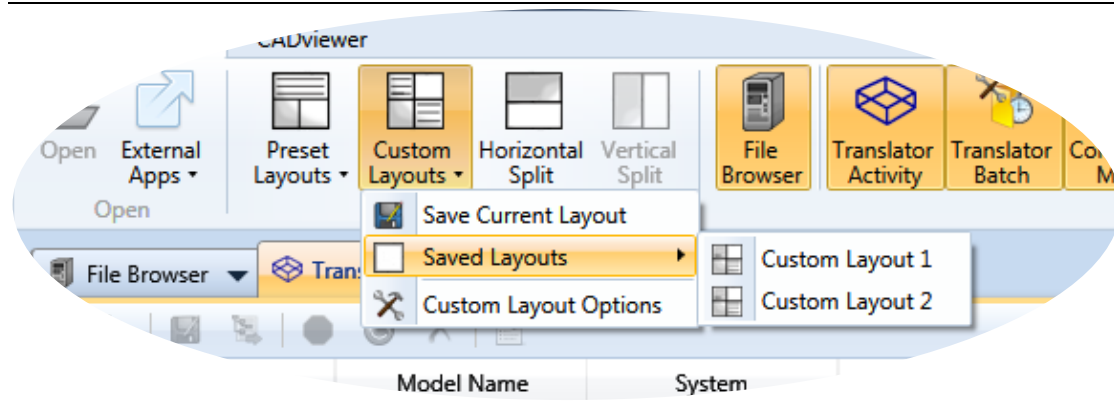 CADviewer
Open
External
Apps
Preset
Layouts
Custom
Layouts
Horizontal
Split
Vertical
Split
File
Browser
Translator
Activity
Translator
Batch
Open
Save Current Layout
Saved Layouts
Custom Layout Options
Custom Layout 1
Custom Layout 2
File Browser
Model Name
System